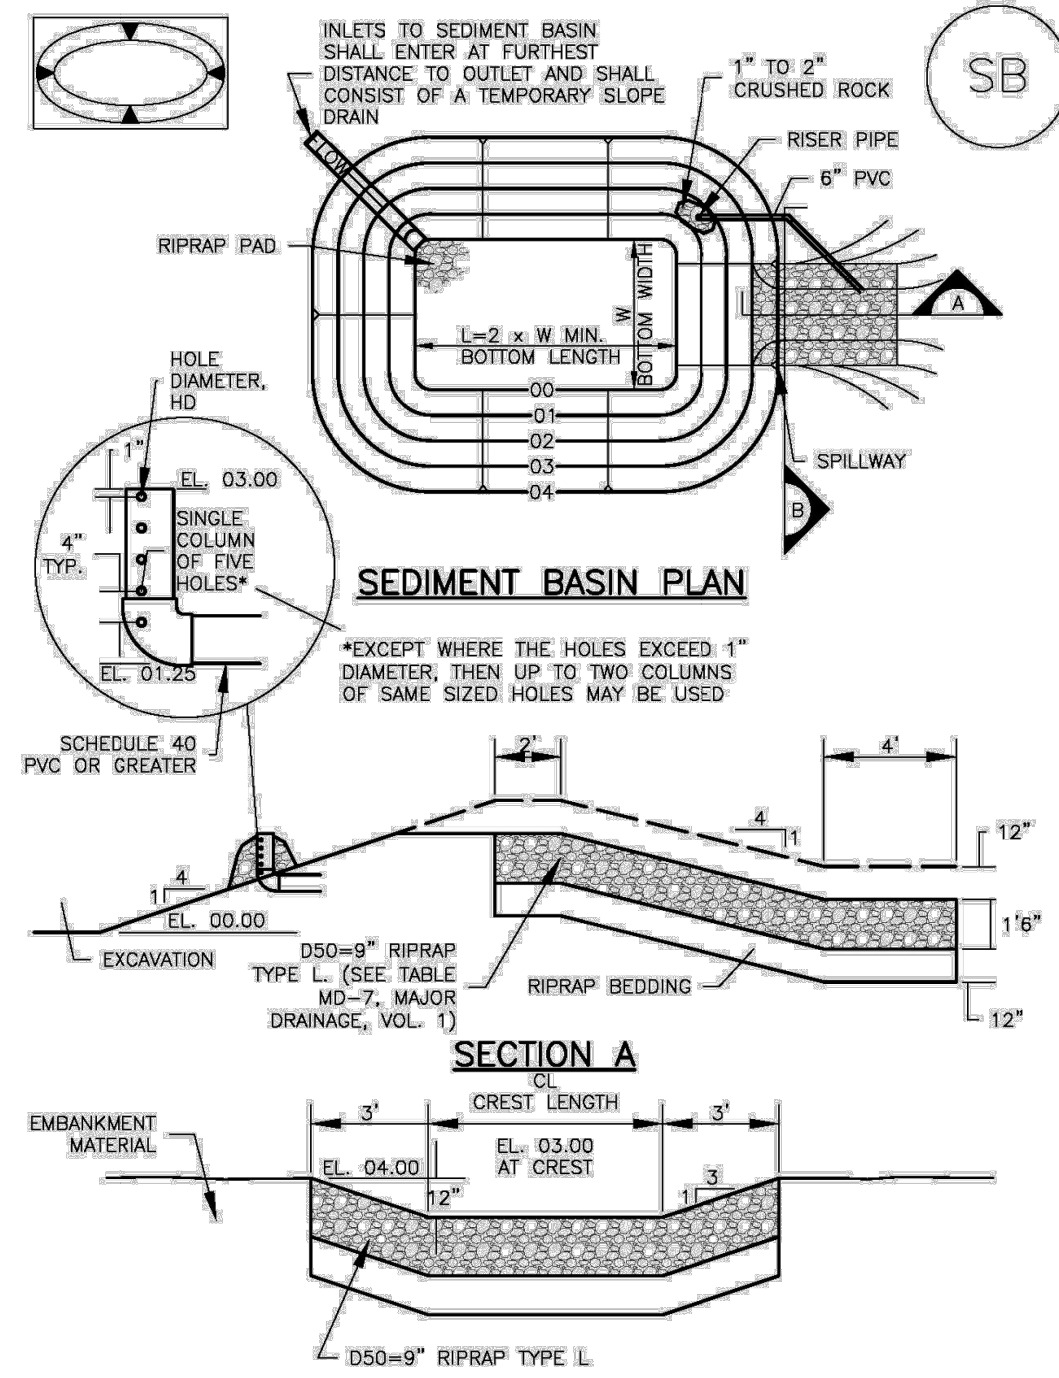 INLETS TO SEDIMENT BASIN
SHALL ENTER AT FURTHEST
DISTANCE TO OUTLET AND SHALL
CONSIST OF A TEMPORARY SLOPE
DRAIN
1" TO 2"
CRUSHED ROCK
SB
RISER PIPE
6" PVC
FLOW
RIPRAP PAD
W
BOTTOM WIDTH
L=2 x W MIN.
BOTTOM LENGTH
A
00
01
02
03
04
SPILLWAY
B
HOLE
DIAMETER,
HD
1"
EL. 03.00
4"
TYP.
SINGLE
COLUMN
OF FIVE
HOLES*
EL. 01.25
SEDIMENT BASIN PLAN
*EXCEPT WHERE THE HOLES EXCEED 1"
DIAMETER, THEN UP TO TWO COLUMNS
OF SAME SIZED HOLES MAY BE USED
SCHEDULE 40
PVC OR GREATER
2'
4'
4
1
12"
4
1
EL. 00.00
EXCAVATION
1'6"
D50=9" RIPRAP
TYPE L. (SEE TABLE
MD-7, MAJOR
DRAINAGE, VOL. 1)
RIPRAP BEDDING
12"
SECTION A
CL
CREST LENGTH
3'
3'
EMBANKMENT
MATERIAL
EL. 04.00
EL. 03.00
AT CREST
12"
3
1
D50=9" RIPRAP TYPE L